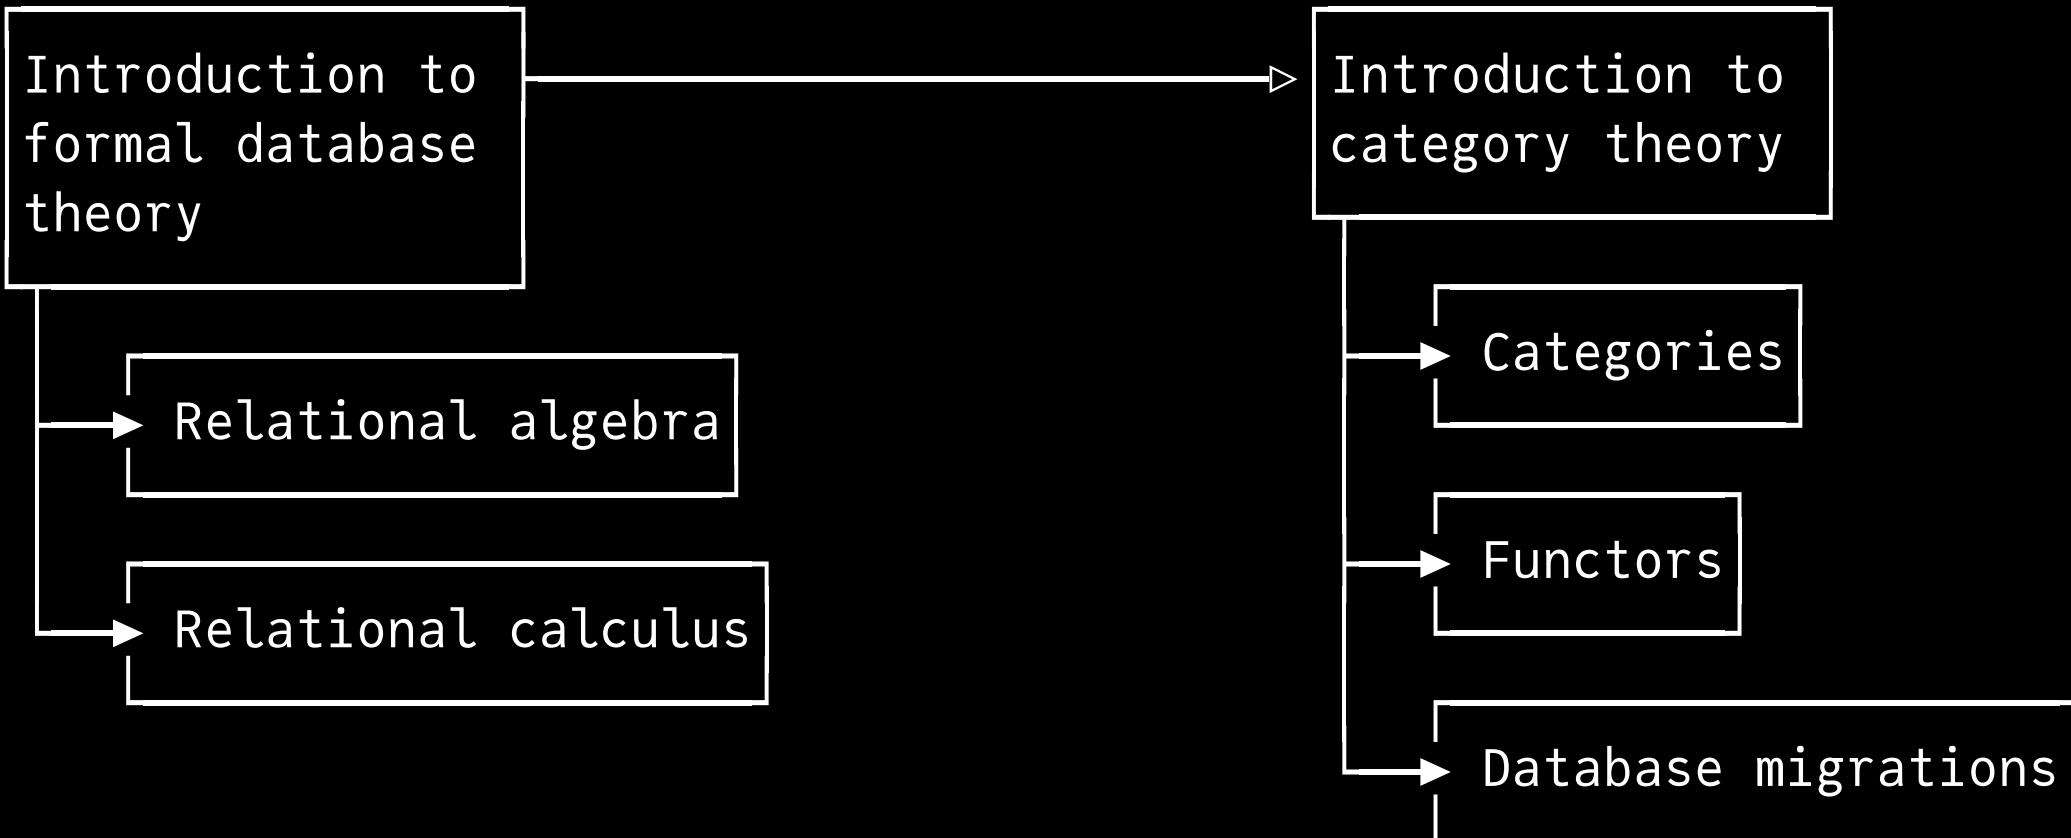 Introduction to
formal database
theory
Relational algebra
Relational calculus
Introduction to
category theory
Categories
Functors
Database migrations